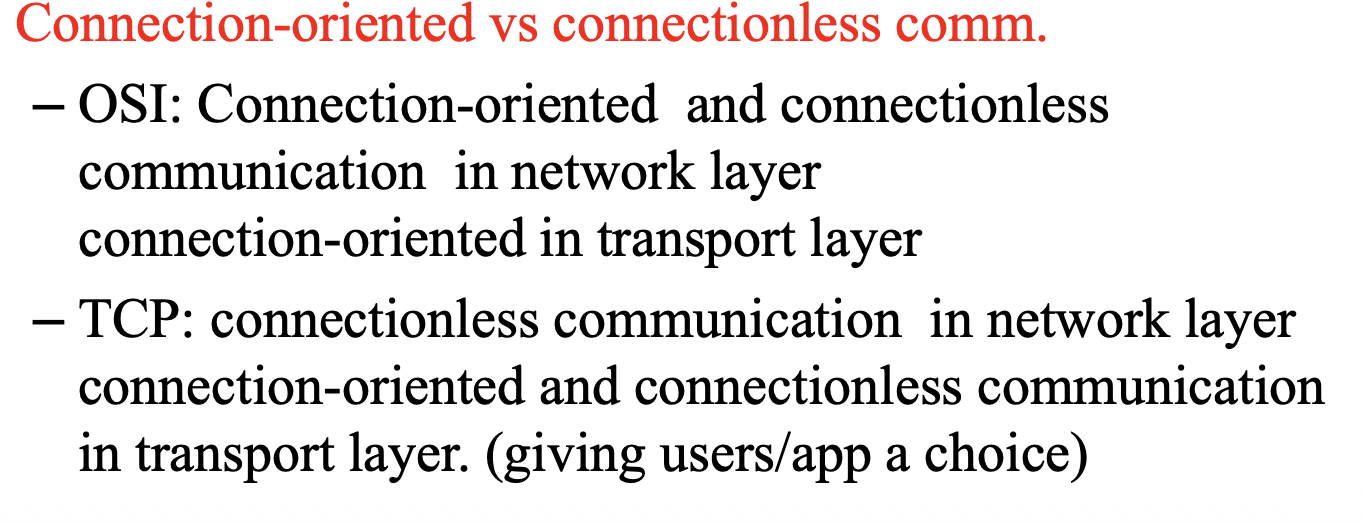 Connection-oriented vs connectionless comm.
– OSI: Connection-oriented and connectionless
communication in network layer
connection-oriented in transport layer
– TCP: connectionless communication in network layer
connection-oriented and connectionless communication
in transport layer. (giving users/app a choice)